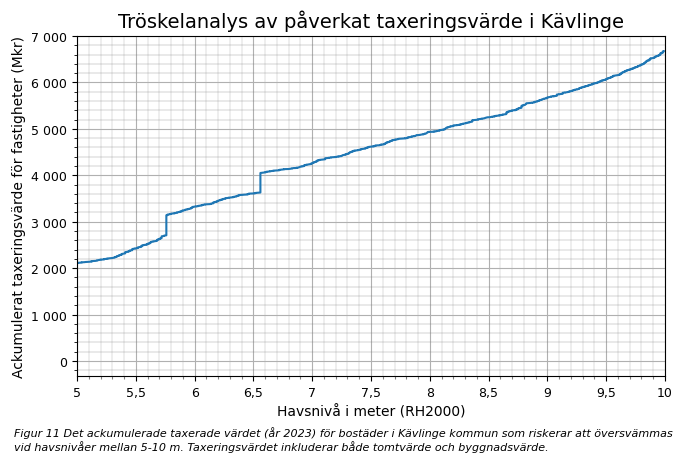 Tröskelanalys av påverkat taxeringsvärde i Kävlinge
Ackumulerat taxeringsvärde för fastigheter (Mkr)
7 000
6 000
5 000
4 000
3 000
2 000
1 000
0
5 5,5 6 6,5 7 7,5 8 8,5 9 9,5 10
Havsnivå i meter (RH2000)
Figur 11 Det ackumulerade taxerade värdet (år 2023) för bostäder i Kävlinge kommun som riskerar att översvämmas
vid havsnivåer mellan 5-10 m. Taxeringsvärdet inkluderar både tomtvärde och byggnadsvärde.